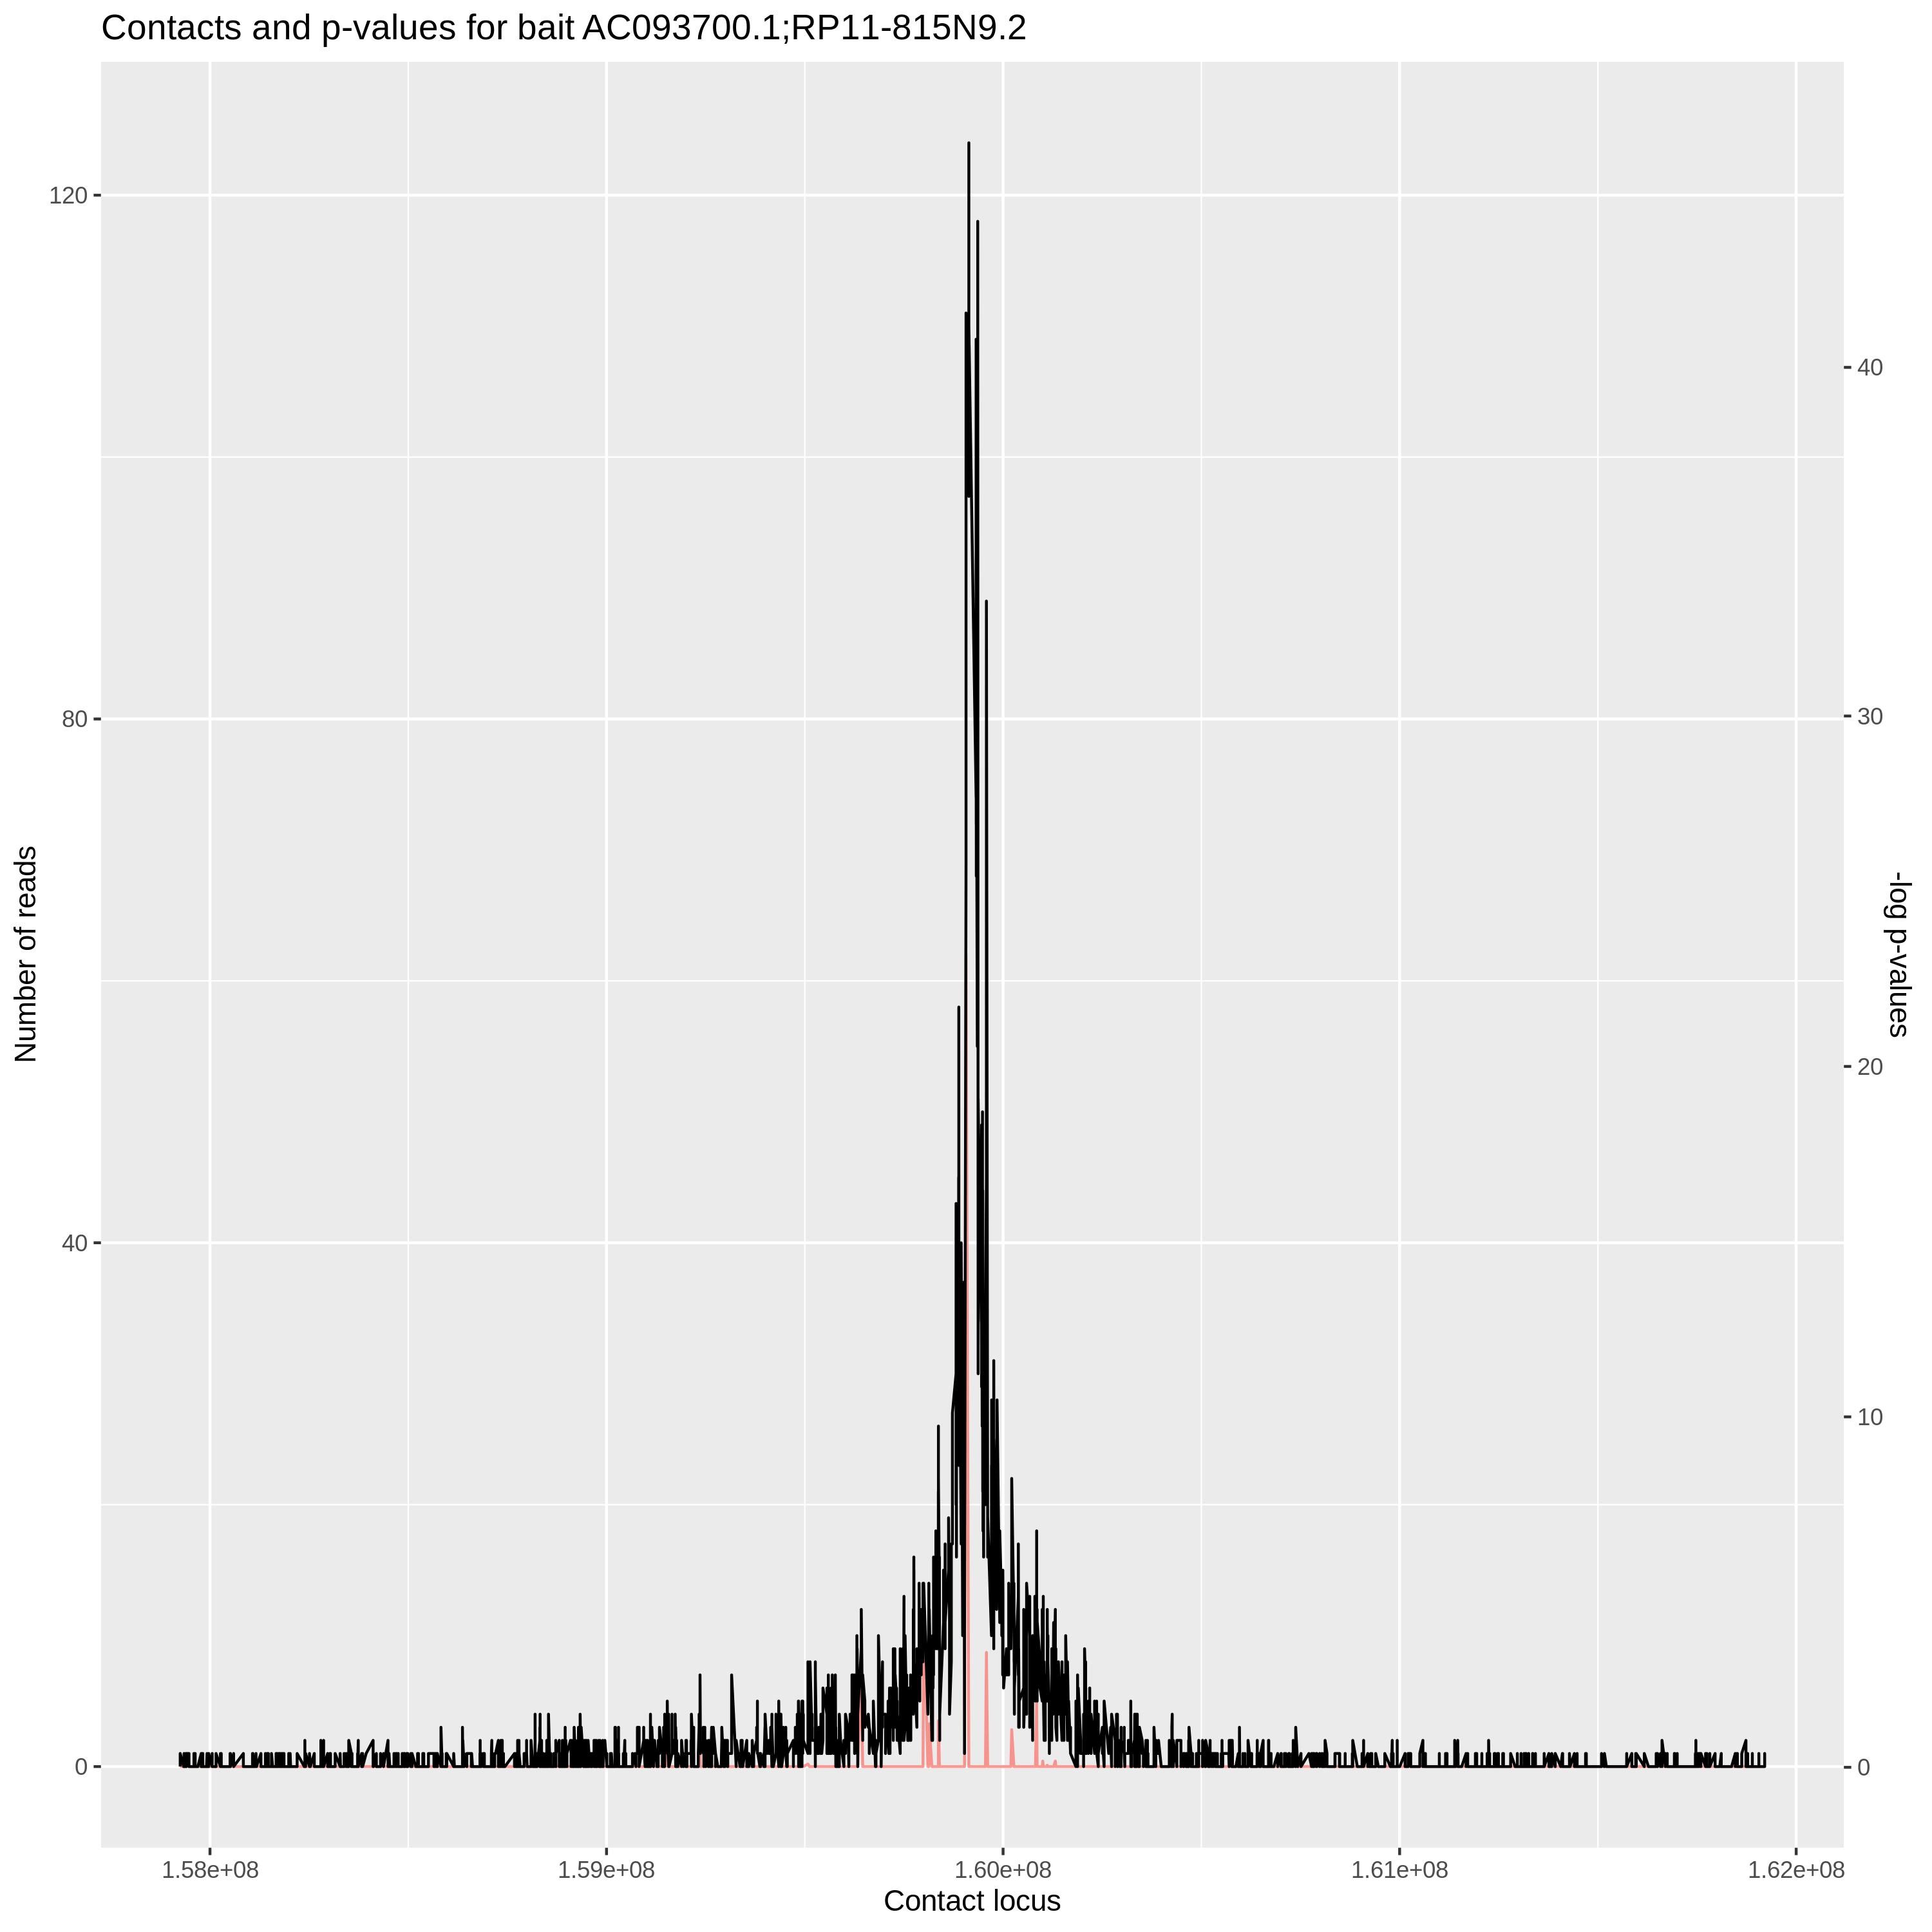 Contacts and p-values for bait AC093700.1;RP11-815N9.2
120
80
40
0
Number of reads
40
30
20
10
0
-log p-values
1.58e+08 1.59e+08 1.60e+08 1.61e+08 1.62e+08
Contact locus